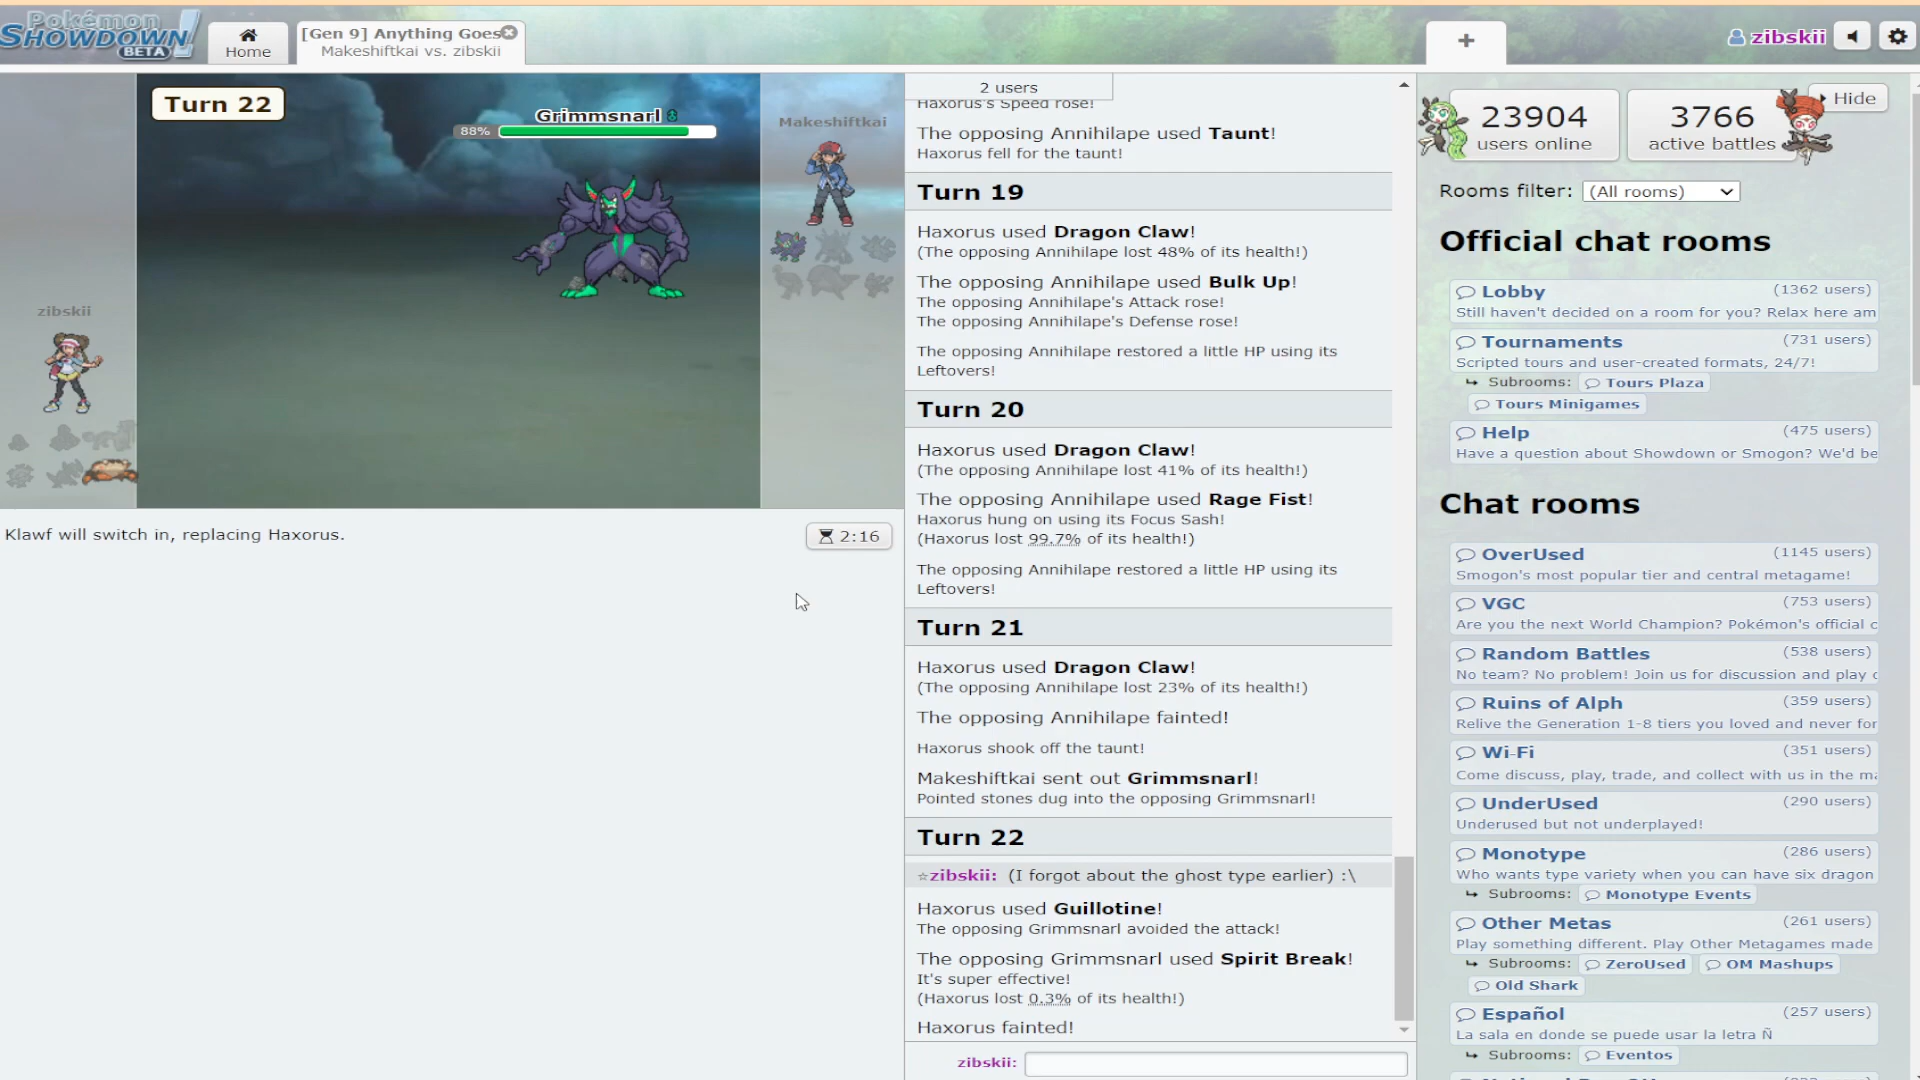 Pokémon
SHOWDOWN!
BETA
Home
[Gen 9] Anything Goes
Makeshiftkai vs. zibskii
+
zibskii
Turn 22
Grimmsnarl
88%
Makeshiftkai
zibskii
Klawf will switch in, replacing Haxorus.
2:16
2 users
Haxorus's Speed rose!
The opposing Annihilape used Taunt!
Haxorus fell for the taunt!
Turn 19
Haxorus used Dragon Claw!
(The opposing Annihilape lost 48% of its health!)
The opposing Annihilape used Bulk Up!
The opposing Annihilape's Attack rose!
The opposing Annihilape's Defense rose!
The opposing Annihilape restored a little HP using its
Leftovers!
Turn 20
Haxorus used Dragon Claw!
(The opposing Annihilape lost 41% of its health!)
The opposing Annihilape used Rage Fist!
Haxorus hung on using its Focus Sash!
(Haxorus lost 99.7% of its health!)
The opposing Annihilape restored a little HP using its
Leftovers!
Turn 21
Haxorus used Dragon Claw!
(The opposing Annihilape lost 23% of its health!)
The opposing Annihilape fainted!
Haxorus shook off the taunt!
Makeshiftkai sent out Grimmsnarl!
Pointed stones dug into the opposing Grimmsnarl!
Turn 22
☆zibskii: (I forgot about the ghost type earlier) :\
Haxorus used Guillotine!
The opposing Grimmsnarl avoided the attack!
The opposing Grimmsnarl used Spirit Break!
It's super effective!
(Haxorus lost 0.3% of its health!)
Haxorus fainted!
zibskii:
Hide
23904
users online
3766
active battles
Rooms filter: (All rooms)
Official chat rooms
Lobby (1362 users)
Still haven't decided on a room for you? Relax here am
Tournaments (731 users)
Scripted tours and user-created formats, 24/7!
↳ Subrooms: Tours Plaza
Tours Minigames
Help (475 users)
Have a question about Showdown or Smogon? We'd be
Chat rooms
OverUsed (1145 users)
Smogon's most popular tier and central metagame!
VGC (753 users)
Are you the next World Champion? Pokémon's official c
Random Battles (538 users)
No team? No problem! Join us for discussion and play c
Ruins of Alph (359 users)
Relive the Generation 1-8 tiers you loved and never for
Wi-Fi (351 users)
Come discuss, play, trade, and collect with us in the ma
UnderUsed (290 users)
Underused but not underplayed!
Monotype (286 users)
Who wants type variety when you can have six dragon
↳ Subrooms: Monotype Events
Other Metas (261 users)
Play something different. Play Other Metagames made
↳ Subrooms: ZeroUsed OM Mashups
Old Shark
Español (257 users)
La sala en donde se puede usar la letra Ñ
↳ Subrooms: Eventos